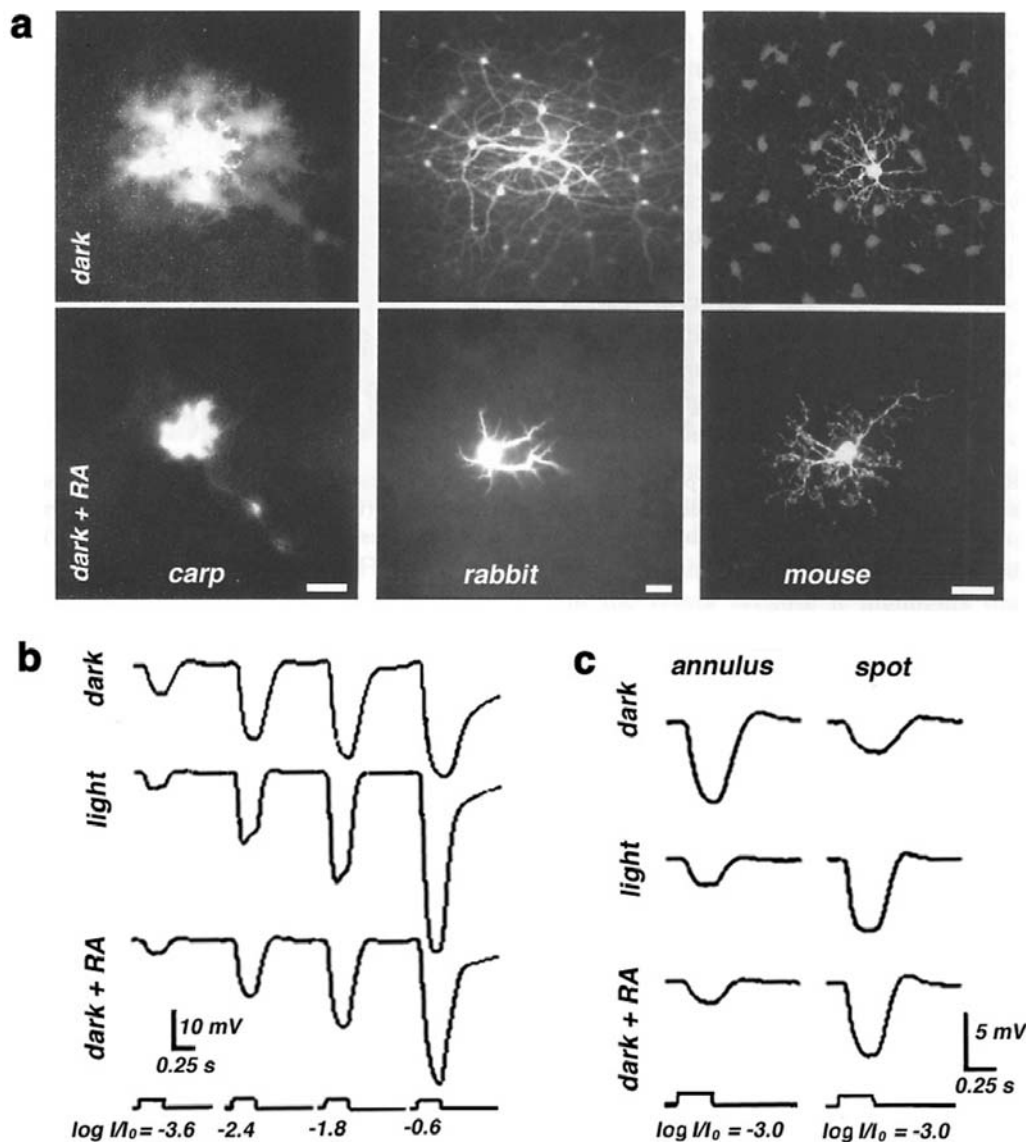 a
dark
dark + RA
carp
rabbit
mouse
b
dark
light
dark + RA
10 mV
0.25 s
log I/I₀ = -3.6 -2.4 -1.8 -0.6
c
annulus spot
dark
light
dark + RA
5 mV
0.25 s
log I/I₀ = -3.0 log I/I₀ = -3.0